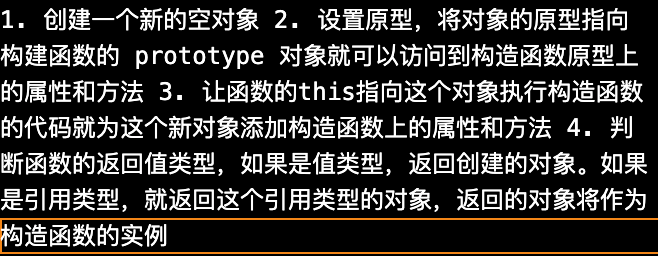 1. 创建一个新的空对象 2. 设置原型，将对象的原型指向
构建函数的 prototype 对象就可以访问到构造函数原型上
的属性和方法 3. 让函数的this指向这个对象执行构造函数
的代码就为这个新对象添加构造函数上的属性和方法 4. 判
断函数的返回值类型，如果是值类型，返回创建的对象。如果
是引用类型，就返回这个引用类型的对象，返回的对象将作为
构造函数的实例